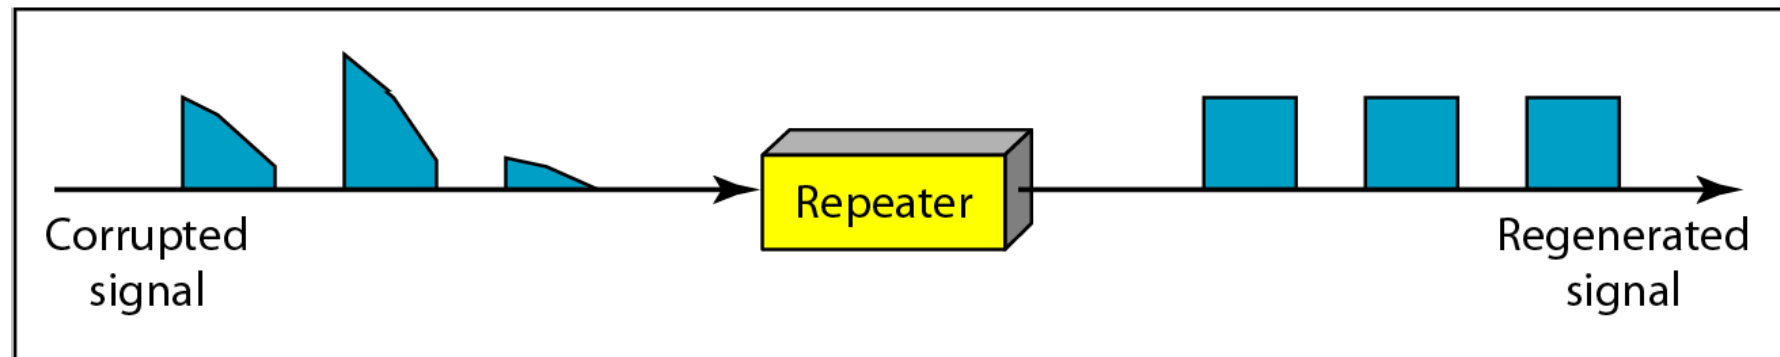 Repeater
Corrupted
signal
Regenerated
signal